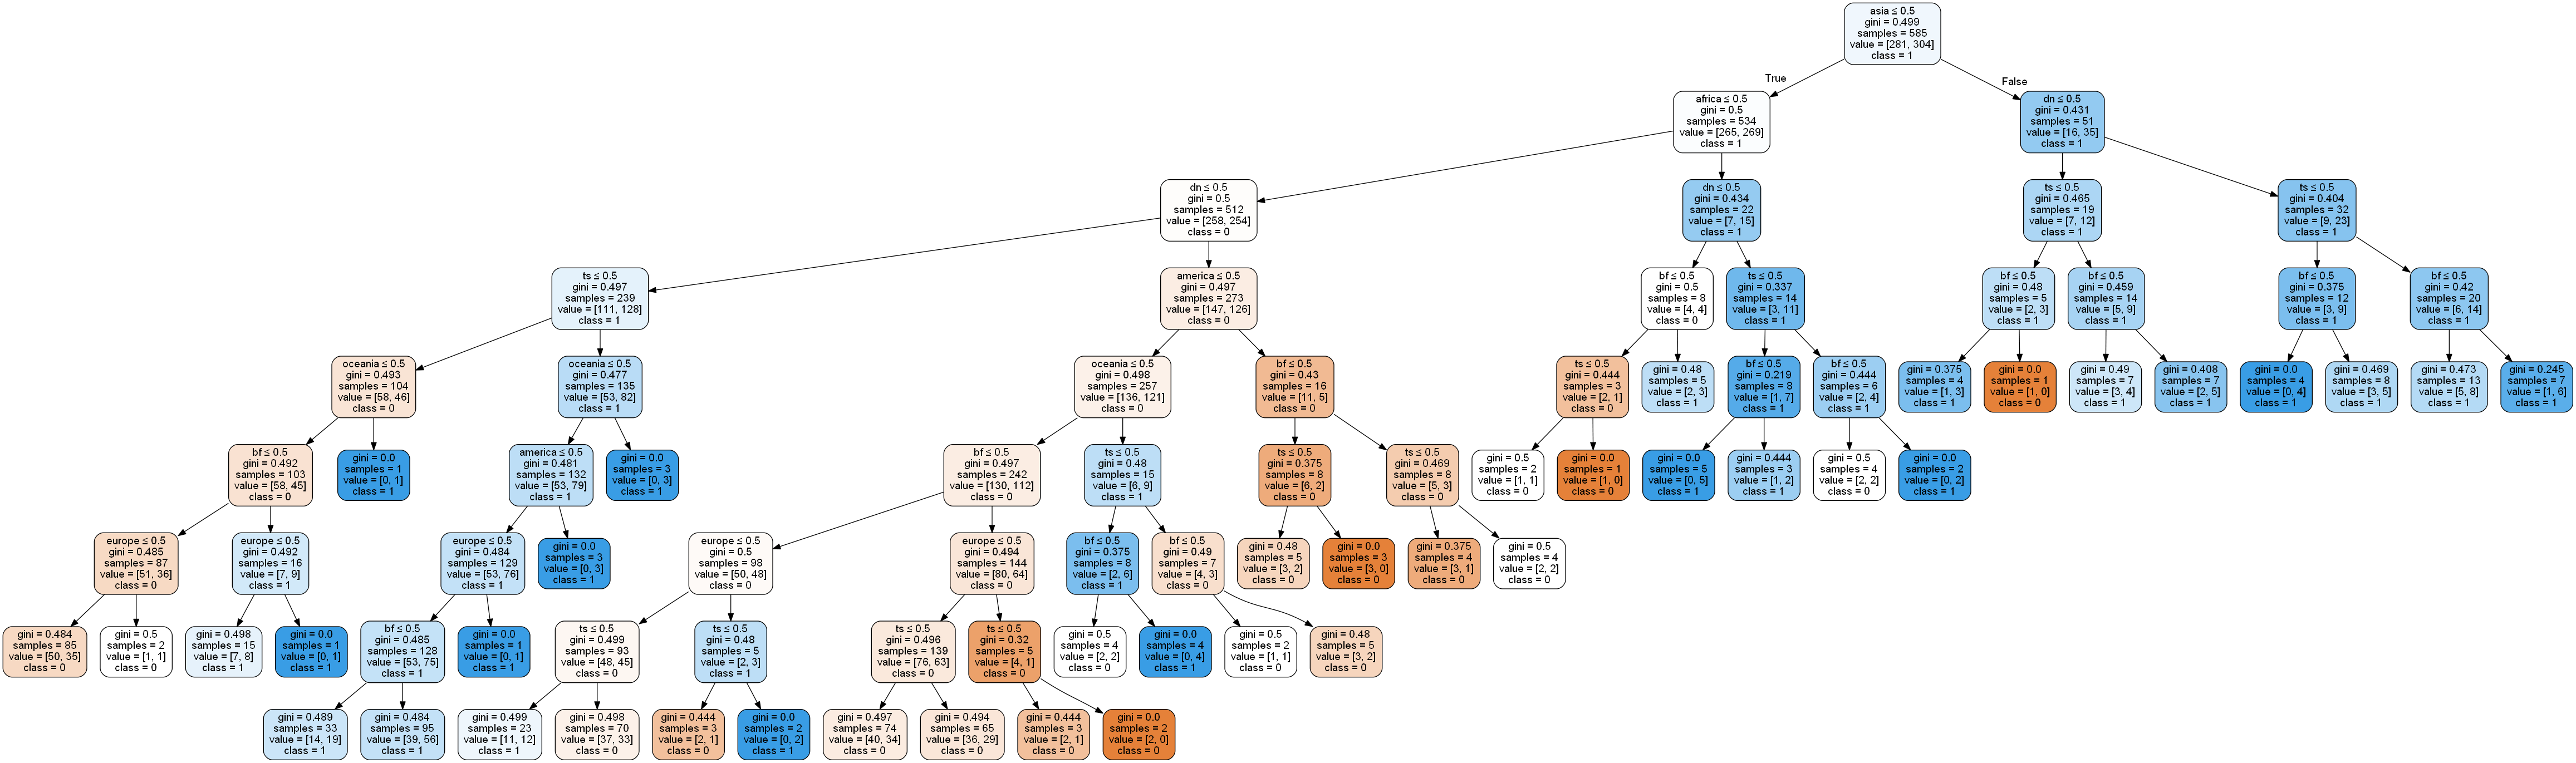 asia ≤ 0.5
gini = 0.499
samples = 585
value = [281, 304]
class = 1
True
False
africa ≤ 0.5
gini = 0.5
samples = 534
value = [265, 269]
class = 1
dn ≤ 0.5
gini = 0.431
samples = 51
value = [16, 35]
class = 1
dn ≤ 0.5
gini = 0.5
samples = 512
value = [258, 254]
class = 0
dn ≤ 0.5
gini = 0.434
samples = 22
value = [7, 15]
class = 1
ts ≤ 0.5
gini = 0.465
samples = 19
value = [7, 12]
class = 1
ts ≤ 0.5
gini = 0.404
samples = 32
value = [9, 23]
class = 1
ts ≤ 0.5
gini = 0.497
samples = 239
value = [111, 128]
class = 1
america ≤ 0.5
gini = 0.497
samples = 273
value = [147, 126]
class = 0
bf ≤ 0.5
gini = 0.5
samples = 8
value = [4, 4]
class = 0
ts ≤ 0.5
gini = 0.337
samples = 14
value = [3, 11]
class = 1
bf ≤ 0.5
gini = 0.48
samples = 5
value = [2, 3]
class = 1
bf ≤ 0.5
gini = 0.459
samples = 14
value = [5, 9]
class = 1
bf ≤ 0.5
gini = 0.375
samples = 12
value = [3, 9]
class = 1
bf ≤ 0.5
gini = 0.42
samples = 20
value = [6, 14]
class = 1
oceania ≤ 0.5
gini = 0.493
samples = 104
value = [58, 46]
class = 0
oceania ≤ 0.5
gini = 0.477
samples = 135
value = [53, 82]
class = 1
oceania ≤ 0.5
gini = 0.498
samples = 257
value = [136, 121]
class = 0
bf ≤ 0.5
gini = 0.43
samples = 16
value = [11, 5]
class = 0
ts ≤ 0.5
gini = 0.444
samples = 3
value = [2, 1]
class = 0
gini = 0.48
samples = 5
value = [2, 3]
class = 1
bf ≤ 0.5
gini = 0.219
samples = 8
value = [1, 7]
class = 1
bf ≤ 0.5
gini = 0.444
samples = 6
value = [2, 4]
class = 1
gini = 0.375
samples = 4
value = [1, 3]
class = 1
gini = 0.0
samples = 1
value = [1, 0]
class = 0
gini = 0.49
samples = 7
value = [3, 4]
class = 1
gini = 0.408
samples = 7
value = [2, 5]
class = 1
gini = 0.0
samples = 4
value = [0, 4]
class = 1
gini = 0.469
samples = 8
value = [3, 5]
class = 1
gini = 0.473
samples = 13
value = [5, 8]
class = 1
gini = 0.245
samples = 7
value = [1, 6]
class = 1
bf ≤ 0.5
gini = 0.492
samples = 103
value = [58, 45]
class = 0
gini = 0.0
samples = 1
value = [0, 1]
class = 1
america ≤ 0.5
gini = 0.481
samples = 132
value = [53, 79]
class = 1
gini = 0.0
samples = 3
value = [0, 3]
class = 1
bf ≤ 0.5
gini = 0.497
samples = 242
value = [130, 112]
class = 0
ts ≤ 0.5
gini = 0.48
samples = 15
value = [6, 9]
class = 1
ts ≤ 0.5
gini = 0.375
samples = 8
value = [6, 2]
class = 0
ts ≤ 0.5
gini = 0.469
samples = 8
value = [5, 3]
class = 0
gini = 0.5
samples = 2
value = [1, 1]
class = 0
gini = 0.0
samples = 1
value = [1, 0]
class = 0
gini = 0.0
samples = 5
value = [0, 5]
class = 1
gini = 0.444
samples = 3
value = [1, 2]
class = 1
gini = 0.5
samples = 4
value = [2, 2]
class = 0
gini = 0.0
samples = 2
value = [0, 2]
class = 1
europe ≤ 0.5
gini = 0.485
samples = 87
value = [51, 36]
class = 0
europe ≤ 0.5
gini = 0.492
samples = 16
value = [7, 9]
class = 1
europe ≤ 0.5
gini = 0.484
samples = 129
value = [53, 76]
class = 1
gini = 0.0
samples = 3
value = [0, 3]
class = 1
europe ≤ 0.5
gini = 0.5
samples = 98
value = [50, 48]
class = 0
europe ≤ 0.5
gini = 0.494
samples = 144
value = [80, 64]
class = 0
bf ≤ 0.5
gini = 0.375
samples = 8
value = [2, 6]
class = 1
bf ≤ 0.5
gini = 0.49
samples = 7
value = [4, 3]
class = 0
gini = 0.48
samples = 5
value = [3, 2]
class = 0
gini = 0.0
samples = 3
value = [3, 0]
class = 0
gini = 0.375
samples = 4
value = [3, 1]
class = 0
gini = 0.5
samples = 4
value = [2, 2]
class = 0
gini = 0.484
samples = 85
value = [50, 35]
class = 0
gini = 0.5
samples = 2
value = [1, 1]
class = 0
gini = 0.498
samples = 15
value = [7, 8]
class = 1
gini = 0.0
samples = 1
value = [0, 1]
class = 1
bf ≤ 0.5
gini = 0.485
samples = 128
value = [53, 75]
class = 1
gini = 0.0
samples = 1
value = [0, 1]
class = 1
ts ≤ 0.5
gini = 0.499
samples = 93
value = [48, 45]
class = 0
ts ≤ 0.5
gini = 0.48
samples = 5
value = [2, 3]
class = 1
ts ≤ 0.5
gini = 0.496
samples = 139
value = [76, 63]
class = 0
ts ≤ 0.5
gini = 0.32
samples = 5
value = [4, 1]
class = 0
gini = 0.5
samples = 4
value = [2, 2]
class = 0
gini = 0.0
samples = 4
value = [0, 4]
class = 1
gini = 0.5
samples = 2
value = [1, 1]
class = 0
gini = 0.48
samples = 5
value = [3, 2]
class = 0
gini = 0.489
samples = 33
value = [14, 19]
class = 1
gini = 0.484
samples = 95
value = [39, 56]
class = 1
gini = 0.499
samples = 23
value = [11, 12]
class = 1
gini = 0.498
samples = 70
value = [37, 33]
class = 0
gini = 0.444
samples = 3
value = [2, 1]
class = 0
gini = 0.0
samples = 2
value = [0, 2]
class = 1
gini = 0.497
samples = 74
value = [40, 34]
class = 0
gini = 0.494
samples = 65
value = [36, 29]
class = 0
gini = 0.444
samples = 3
value = [2, 1]
class = 0
gini = 0.0
samples = 2
value = [2, 0]
class = 0